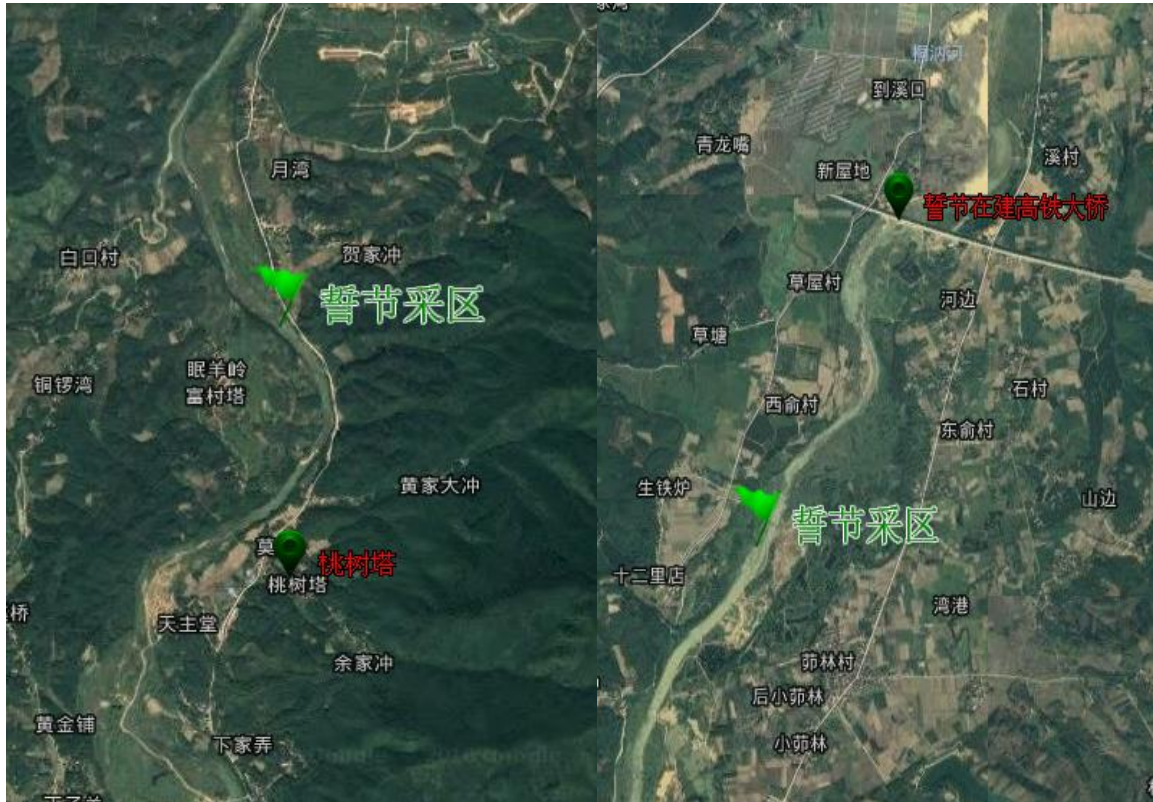 月湾
白口村
贺家冲
誓节采区
眠羊岭
富村塔
铜锣湾
黄家大冲
莫
桃树塔
桃树塔
天主堂
余家冲
黄金铺
下家弄
到溪口
青龙嘴
新屋地
溪村
誓节在建高铁大桥
草屋村
河边
草塘
石村
西俞村
东俞村
生铁炉
山边
誓节采区
十二里店
湾港
茆林村
后小茆林
小茆林